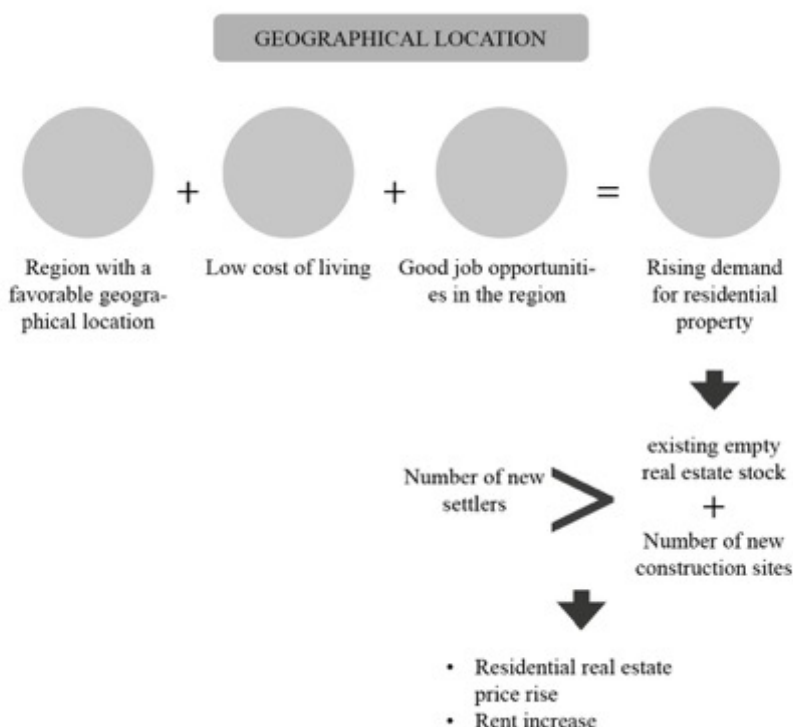 GEOGRAPHICAL LOCATION
+ + =
Region with a
favorable geogra-
phical location
Low cost of living
Good job opportuniti-
es in the region
Rising demand
for residential
property
Number of new
settlers
>
existing empty
real estate stock
+
Number of new
construction sites
• Residential real estate
price rise
• Rent increase